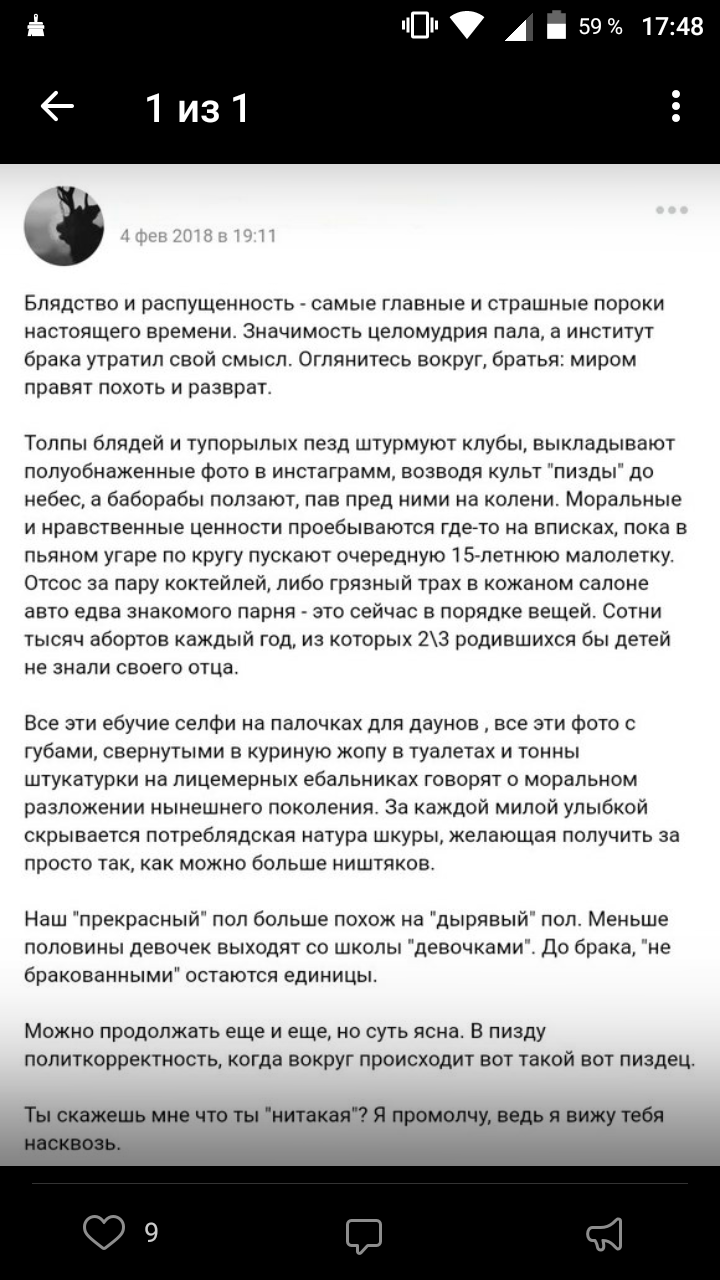 59 % 17:48
1 из 1
4 фев 2018 в 19:11
Блядство и распущенность - самые главные и страшные пороки
настоящего времени. Значимость целомудрия пала, а институт
брака утратил свой смысл. Оглянитесь вокруг, братья: миром
правят похоть и разврат.
Толпы блядей и тупорылых пезд штурмуют клубы, выкладывают
полуобнаженные фото в инстаграмм, возводя культ "пизды" до
небес, а баборабы ползают, пав пред ними на колени. Моральные
и нравственные ценности проебываются где-то на вписках, пока в
пьяном угаре по кругу пускают очередную 15-летнюю малолетку.
Отсос за пару коктейлей, либо грязный трах в кожаном салоне
авто едва знакомого парня - это сейчас в порядке вещей. Сотни
тысяч абортов каждый год, из которых 2\3 родившихся бы детей
не знали своего отца.
Все эти ебучие селфи на палочках для даунов , все эти фото с
губами, свернутыми в куриную жопу в туалетах и тонны
штукатурки на лицемерных ебальниках говорят о моральном
разложении нынешнего поколения. За каждой милой улыбкой
скрывается потреблядская натура шкуры, желающая получить за
просто так, как можно больше ништяков.
Наш "прекрасный" пол больше похож на "дырявый" пол. Меньше
половины девочек выходят со школы "девочками". До брака, "не
бракованными" остаются единицы.
Можно продолжать еще и еще, но суть ясна. В пизду
политкорректность, когда вокруг происходит вот такой вот пиздец.
Ты скажешь мне что ты "нитакая"? Я промолчу, ведь я вижу тебя
насквозь.
9